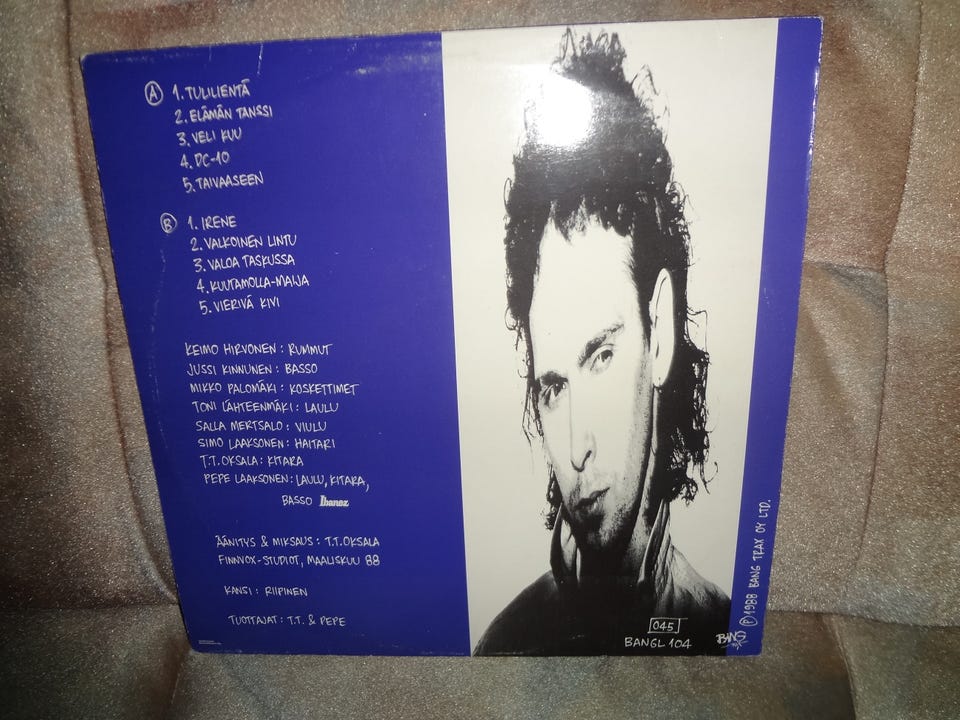 A 1. TULILIENTÄ
2. ELÄMÄN TANSSI
3. VELI KUU
4. DC-10
5. TAIVAASEEN
B 1. IRENE
2. VALKOINEN LINTU
3. VALOA TASKUSSA
4. KUUTAMOLLA-MAIJA
5. VIERIVÄ KIVI
KEIMO HIRVONEN : RUMMUT
JUSSI KINNUNEN : BASSO
MIKKO PALOMÄKI : KOSKETTIMET
TONI LÄHTEENMÄKI : LAULU
SALLA MERTSALO : VIULU
SIMO LAAKSONEN : HAITARI
T.T. OKSALA : KITARA
PEPE LAAKSONEN : LAULU, KITARA,
BASSO Ibanez
ÄÄNITYS & MIKSAUS : T.T. OKSALA
FINNVOX-STUDIOT, MAALISKUU 88
KANSI : RIIPINEN
TUOTTAJAT : T.T. & PEPE
045
BANGL 104
BANG
Ⓟ 1988 BANG TRAX OY LTD.